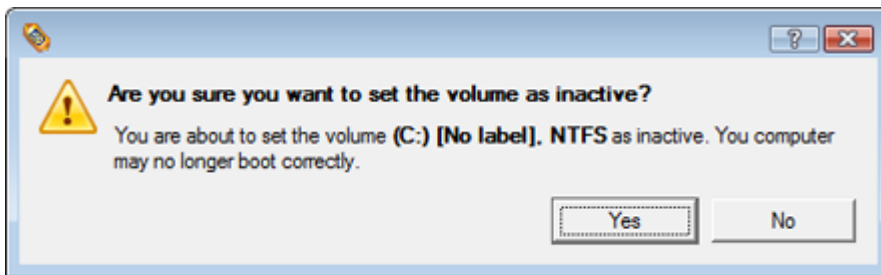 Are you sure you want to set the volume as inactive?
You are about to set the volume (C:) [No label], NTFS as inactive. You computer
may no longer boot correctly.
Yes
No